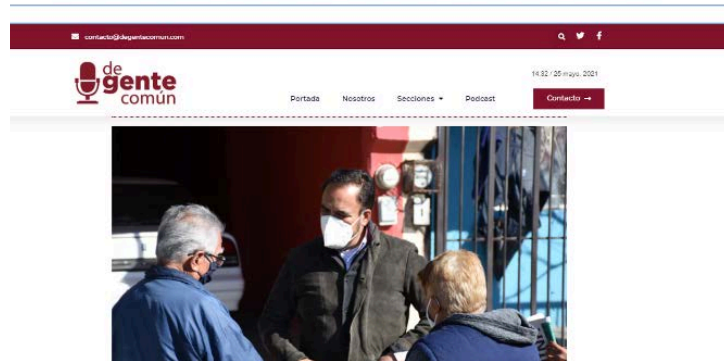 contacto@degentecomun.com
de
gente
común
14:32 / 25 mayo, 2021
Portada Nosotros Secciones Podcast Contacto →